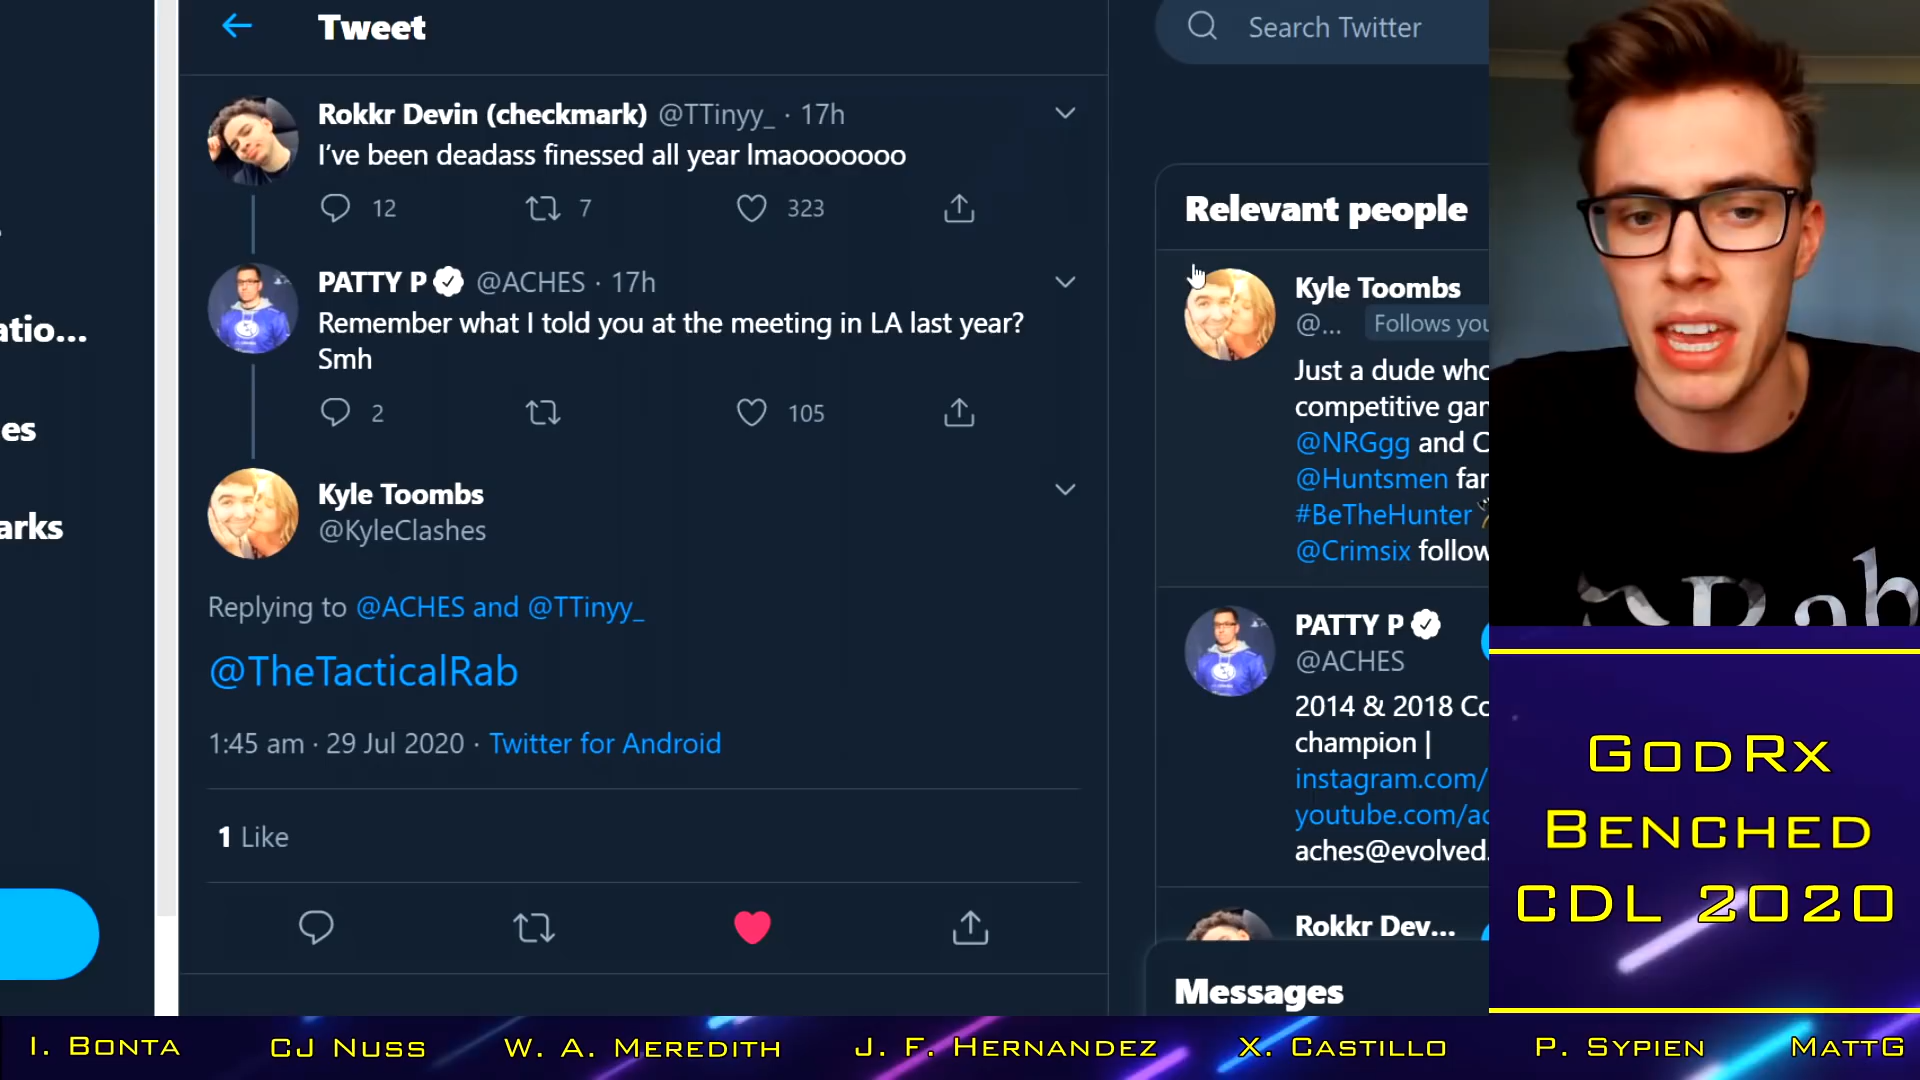 Tweet
Search Twitter
Rokkr Devin (checkmark) @TTinyy_ · 17h
I've been deadass finessed all year lmaooooooo
12 7 323
PATTY P @ACHES · 17h
Remember what I told you at the meeting in LA last year?
Smh
2 105
Kyle Toombs
@KyleClashes
Replying to @ACHES and @TTinyy_
@TheTacticalRab
1:45 am · 29 Jul 2020 · Twitter for Android
1 Like
atio...
es
arks
Relevant people
Kyle Toombs
@... Follows you
Just a dude who
competitive gar
@NRGgg and C
@Huntsmen far
#BeTheHunter
@Crimsix follow
PATTY P
@ACHES
2014 & 2018 Co
champion |
instagram.com/
youtube.com/ac
aches@evolved.
Rokkr Dev...
Messages
Rab
GodRx
Benched
CDL 2020
I. Bonta CJ Nuss W. A. Meredith J. F. Hernandez X. Castillo P. Sypien MattG